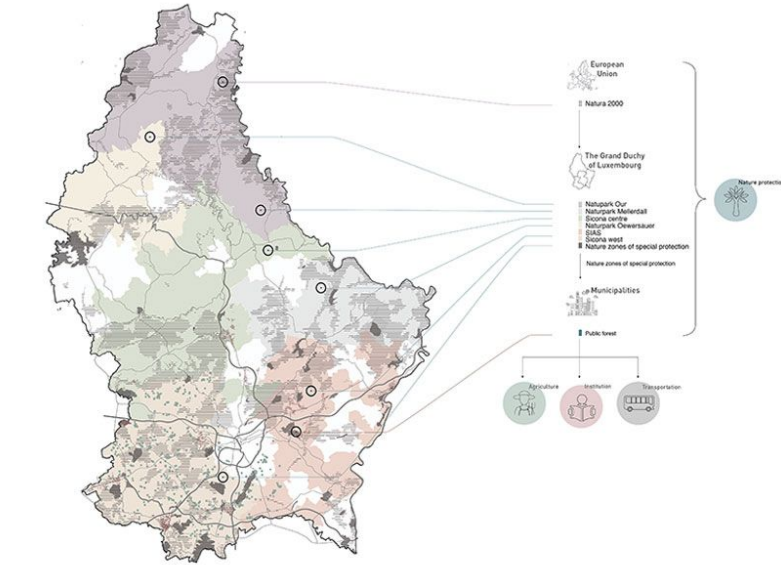 European
Union
Natura 2000
The Grand Duchy
of Luxembourg
Natupark Our
Naturpark Mellerdall
Sicona centre
Naturpark Oewersauer
SIAS
Sicona west
Nature zones of special protection
Nature zones of special protection
Municipalities
Public forest
Agriculture
Institution
Transportation
Nature protectio